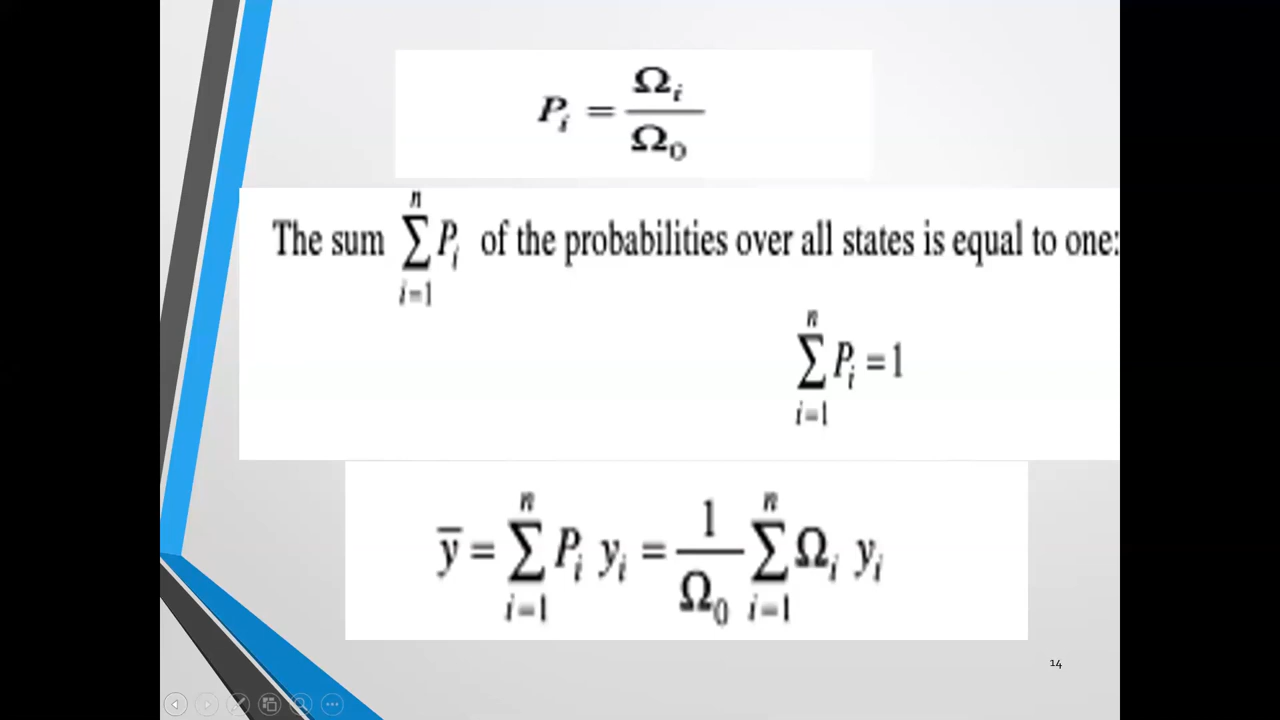 P_i = Ω_i / Ω_0
The sum ∑_{i=1}^{n} P_i of the probabilities over all states is equal to one:
∑_{i=1}^{n} P_i = 1
ȳ = ∑_{i=1}^{n} P_i y_i = 1/Ω_0 ∑_{i=1}^{n} Ω_i y_i
14